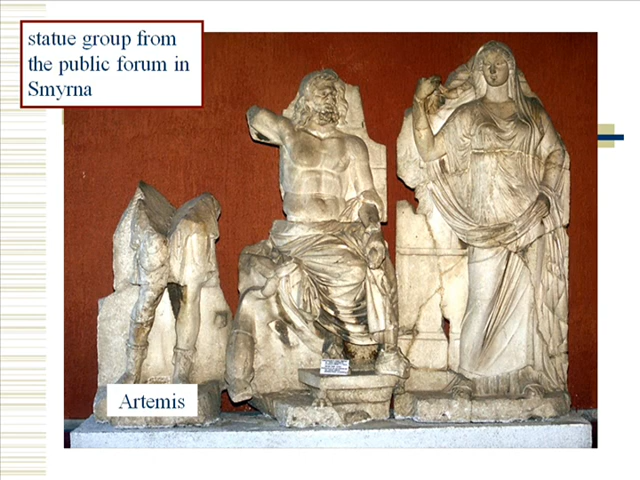 statue group from
the public forum in
Smyrna
Artemis